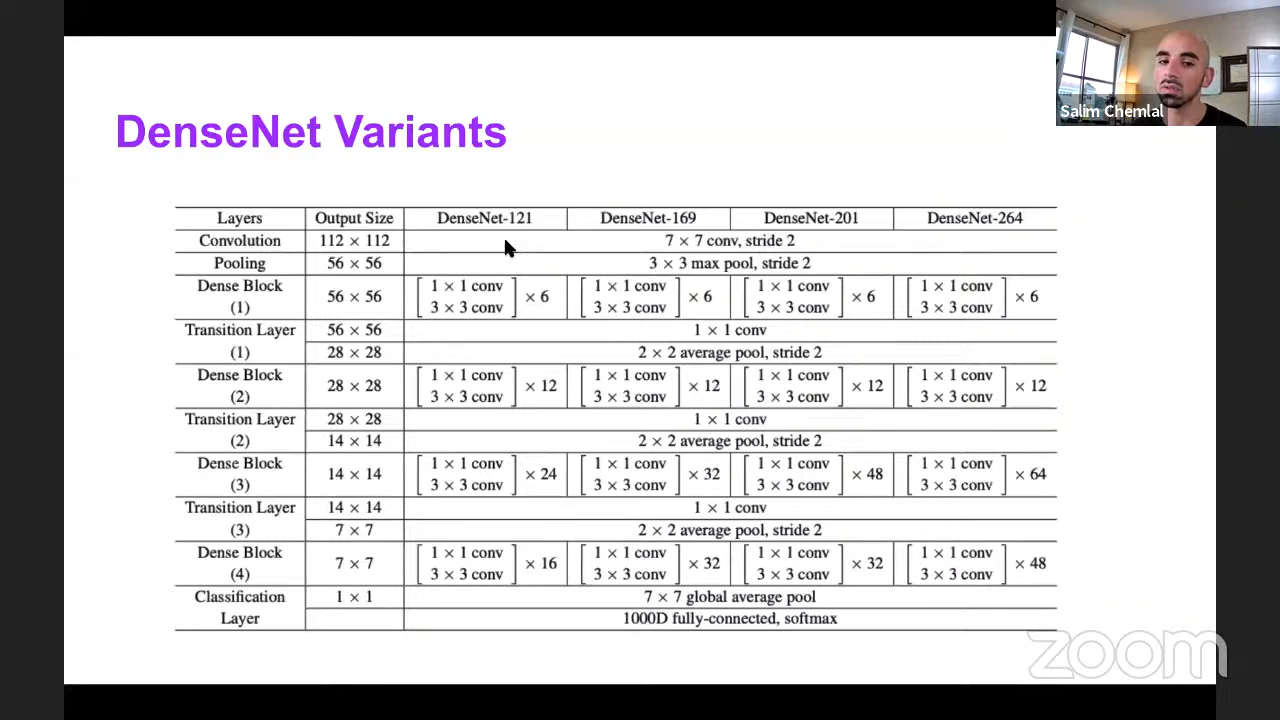 Salim Chemlal
DenseNet Variants
Layers Output Size DenseNet-121 DenseNet-169 DenseNet-201 DenseNet-264
Convolution 112 × 112 7 × 7 conv, stride 2
Pooling 56 × 56 3 × 3 max pool, stride 2
Dense Block (1) 56 × 56 [ 1 × 1 conv 3 × 3 conv ] × 6 [ 1 × 1 conv 3 × 3 conv ] × 6 [ 1 × 1 conv 3 × 3 conv ] × 6 [ 1 × 1 conv 3 × 3 conv ] × 6
Transition Layer 56 × 56 1 × 1 conv
(1) 28 × 28 2 × 2 average pool, stride 2
Dense Block (2) 28 × 28 [ 1 × 1 conv 3 × 3 conv ] × 12 [ 1 × 1 conv 3 × 3 conv ] × 12 [ 1 × 1 conv 3 × 3 conv ] × 12 [ 1 × 1 conv 3 × 3 conv ] × 12
Transition Layer 28 × 28 1 × 1 conv
(2) 14 × 14 2 × 2 average pool, stride 2
Dense Block (3) 14 × 14 [ 1 × 1 conv 3 × 3 conv ] × 24 [ 1 × 1 conv 3 × 3 conv ] × 32 [ 1 × 1 conv 3 × 3 conv ] × 48 [ 1 × 1 conv 3 × 3 conv ] × 64
Transition Layer 14 × 14 1 × 1 conv
(3) 7 × 7 2 × 2 average pool, stride 2
Dense Block (4) 7 × 7 [ 1 × 1 conv 3 × 3 conv ] × 16 [ 1 × 1 conv 3 × 3 conv ] × 32 [ 1 × 1 conv 3 × 3 conv ] × 32 [ 1 × 1 conv 3 × 3 conv ] × 48
Classification 1 × 1 7 × 7 global average pool
Layer 1000D fully-connected, softmax
zoom